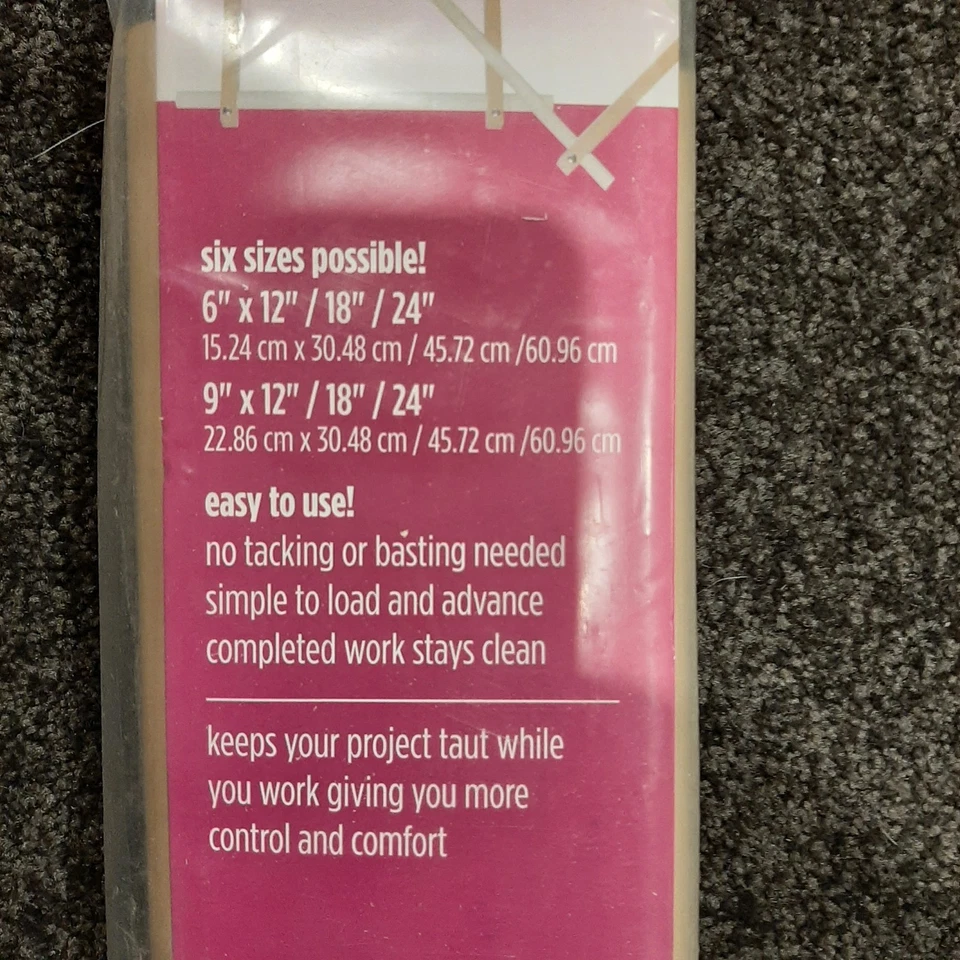 six sizes possible!
6" x 12" / 18" / 24"
15.24 cm x 30.48 cm / 45.72 cm /60.96 cm
9" x 12" / 18" / 24"
22.86 cm x 30.48 cm / 45.72 cm /60.96 cm
easy to use!
no tacking or basting needed
simple to load and advance
completed work stays clean
keeps your project taut while
you work giving you more
control and comfort